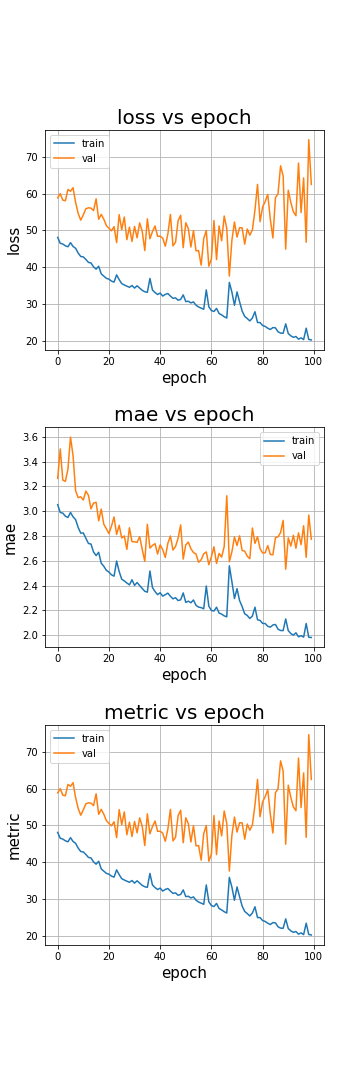 loss vs epoch
train
val
70
60
50
40
30
20
loss
0 20 40 60 80 100
epoch
mae vs epoch
train
val
3.6
3.4
3.2
3.0
2.8
2.6
2.4
2.2
2.0
mae
0 20 40 60 80 100
epoch
metric vs epoch
train
val
70
60
50
40
30
20
metric
0 20 40 60 80 100
epoch